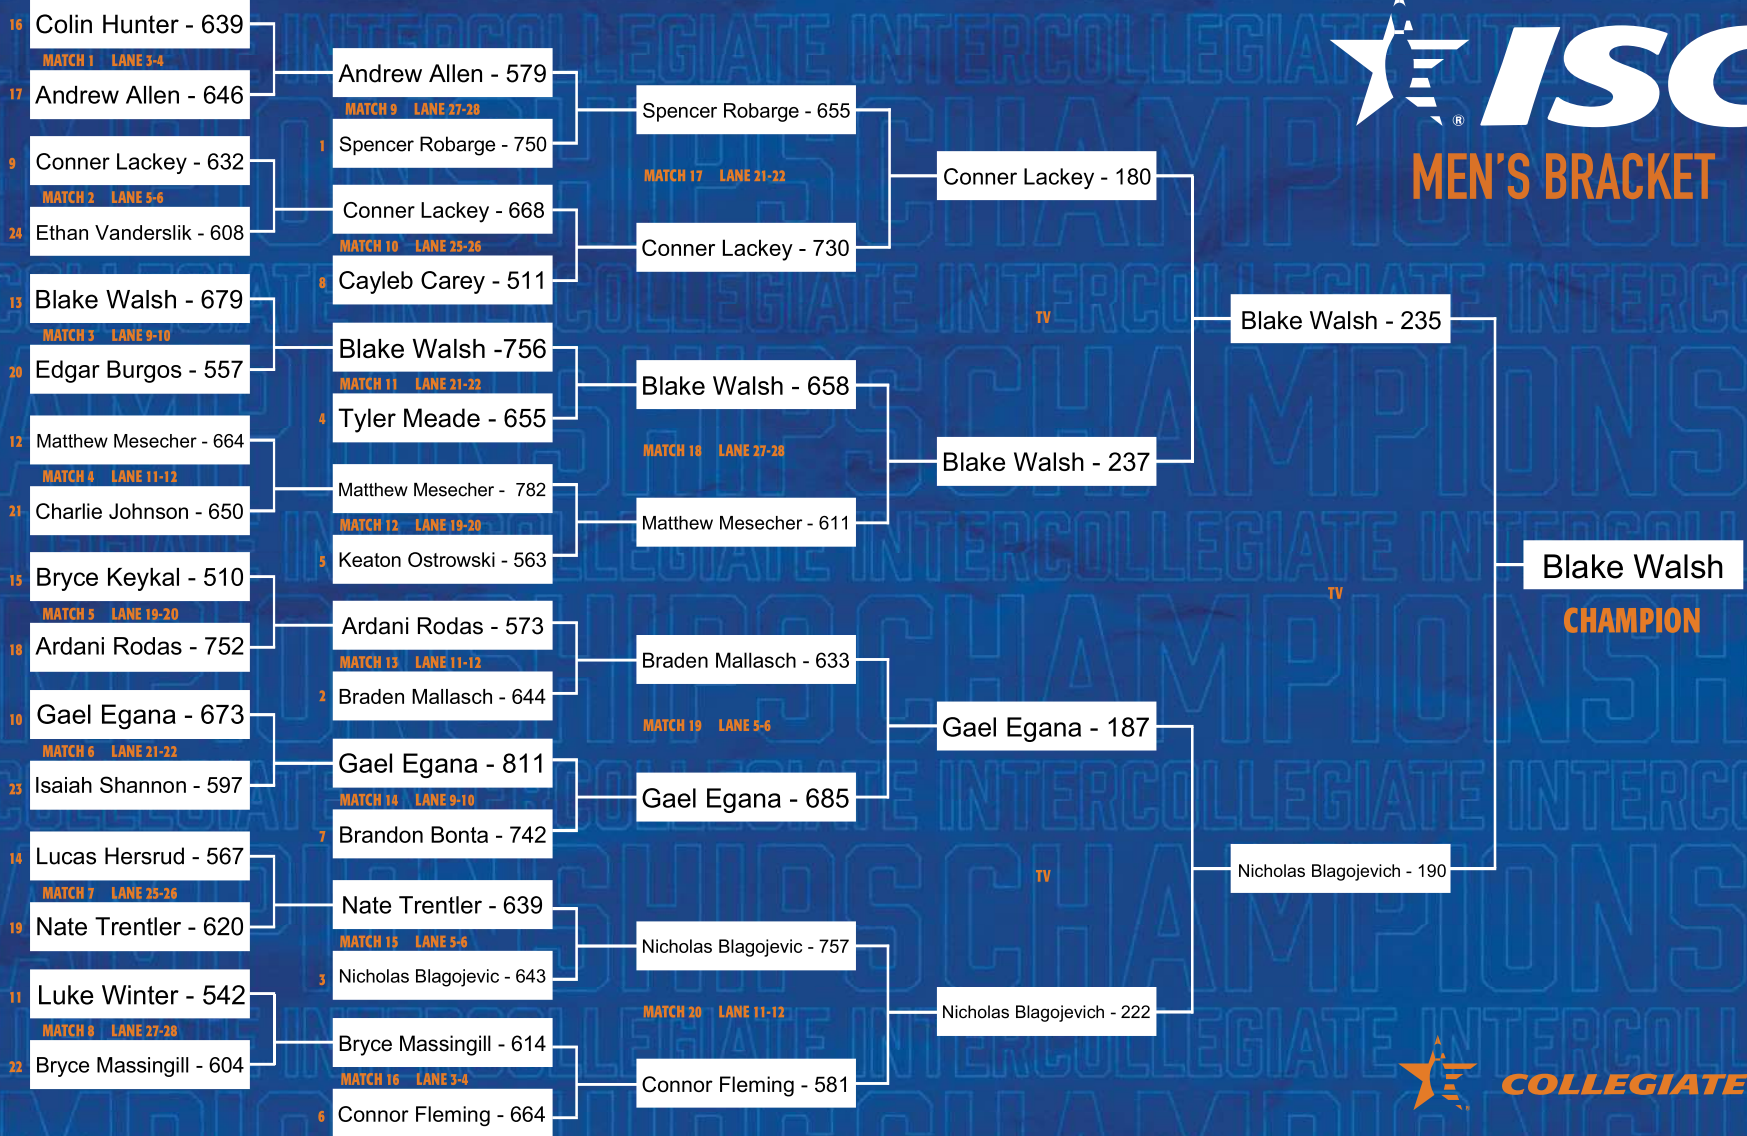 16 Colin Hunter - 639
MATCH 1 LANE 3-4
17 Andrew Allen - 646
9 Conner Lackey - 632
MATCH 2 LANE 5-6
24 Ethan Vanderslik - 608
13 Blake Walsh - 679
MATCH 3 LANE 9-10
20 Edgar Burgos - 557
12 Matthew Mesecher - 664
MATCH 4 LANE 11-12
21 Charlie Johnson - 650
15 Bryce Keykal - 510
MATCH 5 LANE 19-20
18 Ardani Rodas - 752
10 Gael Egana - 673
MATCH 6 LANE 21-22
23 Isaiah Shannon - 597
14 Lucas Hersrud - 567
MATCH 7 LANE 25-26
19 Nate Trentler - 620
11 Luke Winter - 542
MATCH 8 LANE 27-28
22 Bryce Massingill - 604
Andrew Allen - 579
MATCH 9 LANE 27-28
1 Spencer Robarge - 750
Conner Lackey - 668
MATCH 10 LANE 25-26
8 Cayleb Carey - 511
Blake Walsh -756
MATCH 11 LANE 21-22
4 Tyler Meade - 655
Matthew Mesecher - 782
MATCH 12 LANE 19-20
5 Keaton Ostrowski - 563
Ardani Rodas - 573
MATCH 13 LANE 11-12
2 Braden Mallasch - 644
Gael Egana - 811
MATCH 14 LANE 9-10
7 Brandon Bonta - 742
Nate Trentler - 639
MATCH 15 LANE 5-6
3 Nicholas Blagojevic - 643
Bryce Massingill - 614
MATCH 16 LANE 3-4
6 Connor Fleming - 664
Spencer Robarge - 655
MATCH 17 LANE 21-22
Conner Lackey - 730
Blake Walsh - 658
MATCH 18 LANE 27-28
Matthew Mesecher - 611
Braden Mallasch - 633
MATCH 19 LANE 5-6
Gael Egana - 685
Nicholas Blagojevic - 757
MATCH 20 LANE 11-12
Connor Fleming - 581
Conner Lackey - 180
TV
Blake Walsh - 237
Gael Egana - 187
TV
Nicholas Blagojevich - 222
Blake Walsh - 235
TV
Nicholas Blagojevich - 190
Blake Walsh
CHAMPION
ISC
MEN'S BRACKET
COLLEGIATE
INTERCOLLEGIATE
CHAMPIONSHIPS